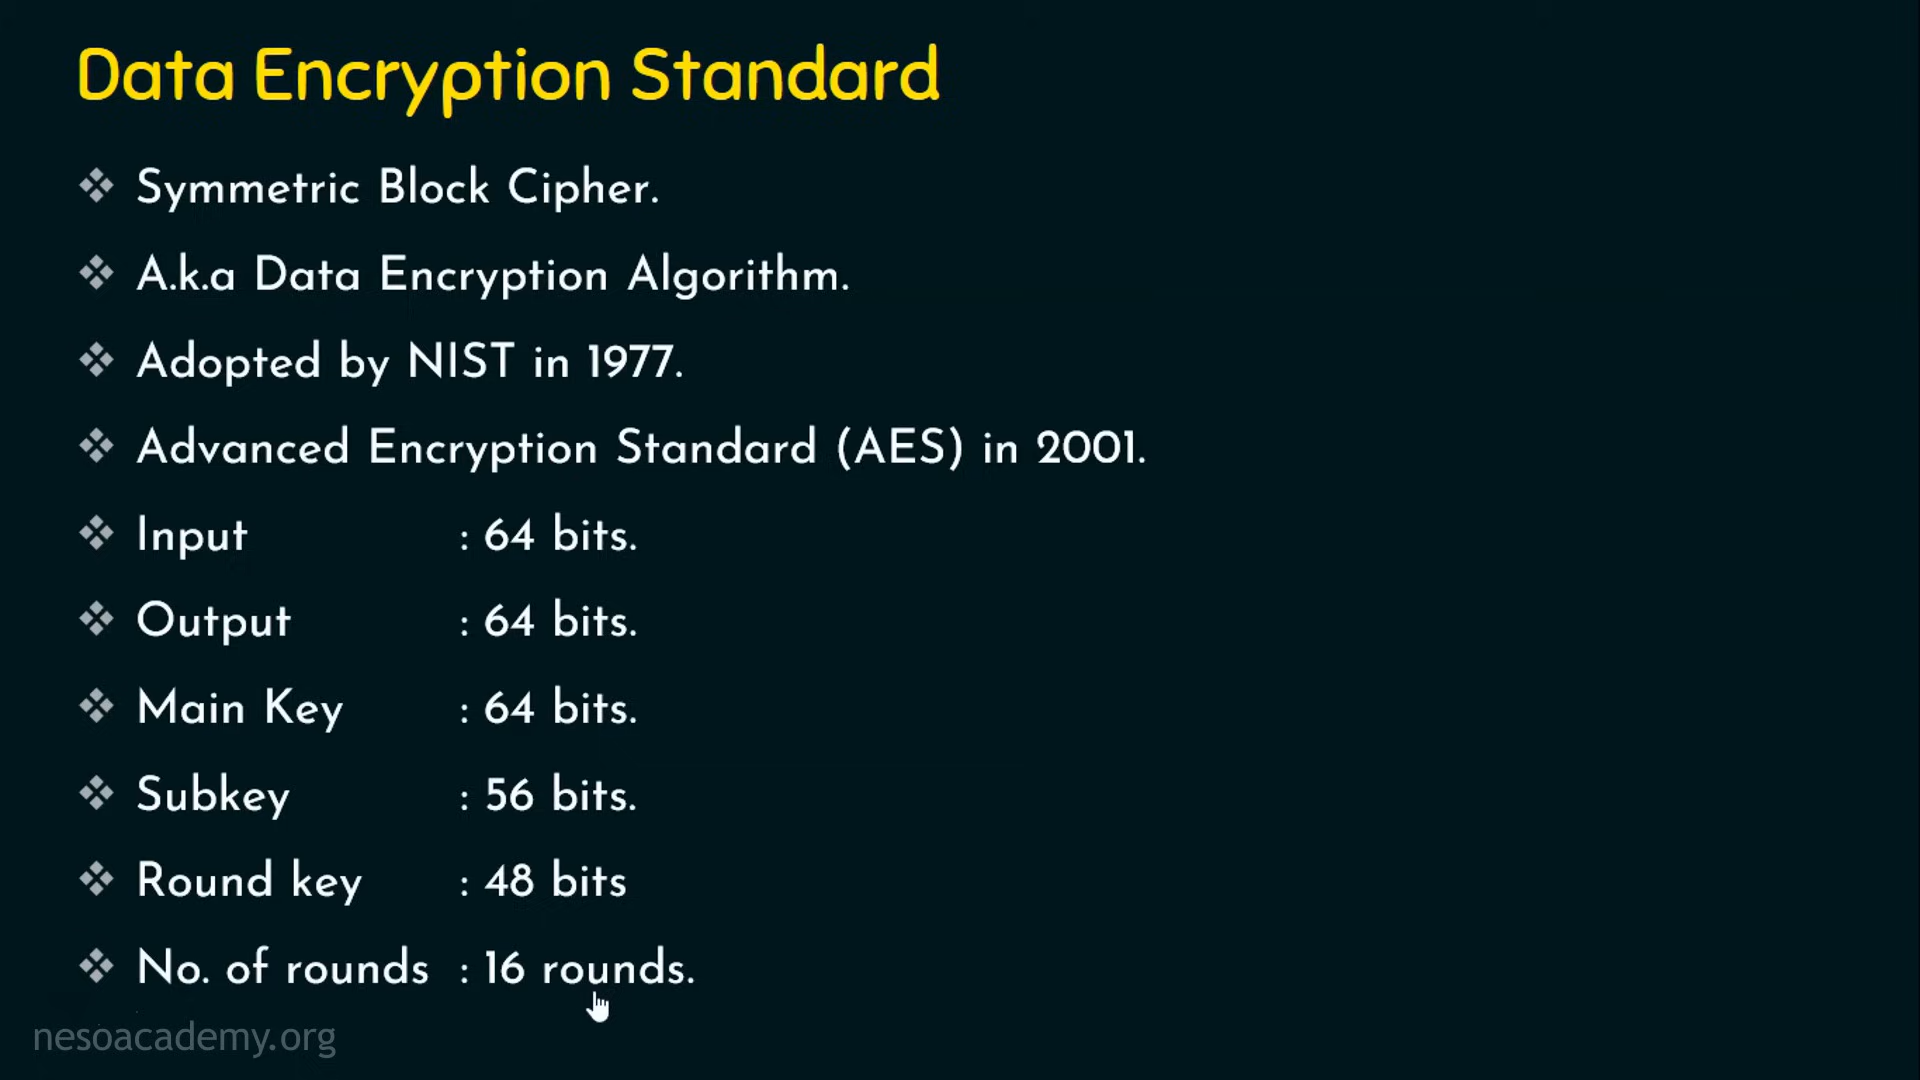 Data Encryption Standard
❖ Symmetric Block Cipher.
❖ A.k.a Data Encryption Algorithm.
❖ Adopted by NIST in 1977.
❖ Advanced Encryption Standard (AES) in 2001.
❖ Input : 64 bits.
❖ Output : 64 bits.
❖ Main Key : 64 bits.
❖ Subkey : 56 bits.
❖ Round key : 48 bits
❖ No. of rounds : 16 rounds.
nesoacademy.org